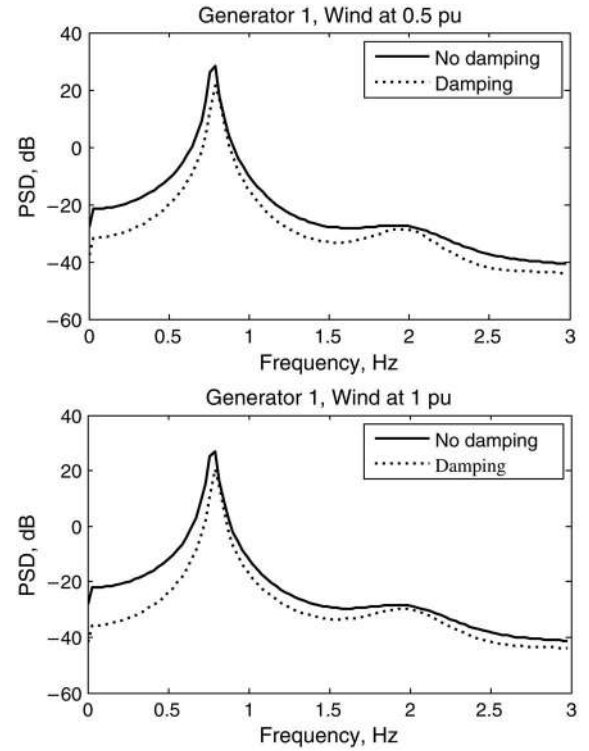 Generator 1, Wind at 0.5 pu
40
20
0
−20
−40
−60
PSD, dB
No damping
Damping
0 0.5 1 1.5 2 2.5 3
Frequency, Hz
Generator 1, Wind at 1 pu
40
20
0
−20
−40
−60
PSD, dB
No damping
Damping
0 0.5 1 1.5 2 2.5 3
Frequency, Hz